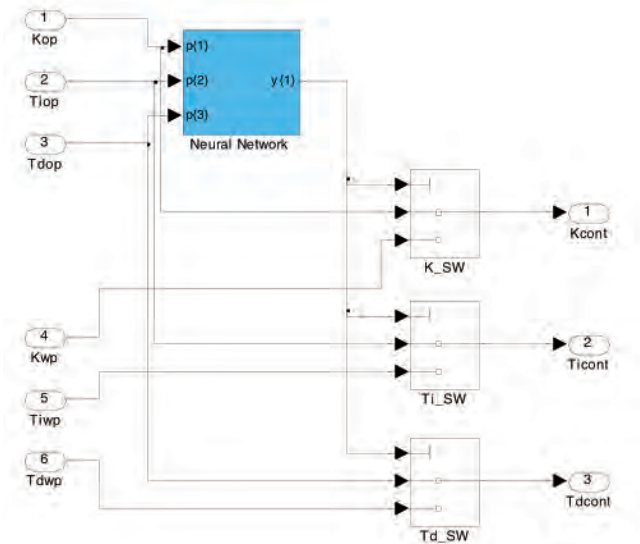 1
Kop
2
Tiop
3
Tdop
p(1)
p(2)
p(3)
y(1)
Neural Network
K_SW
1
Kcont
4
Kwp
5
Tiwp
6
Tdwp
Ti_SW
2
Ticont
Td_SW
3
Tdcont